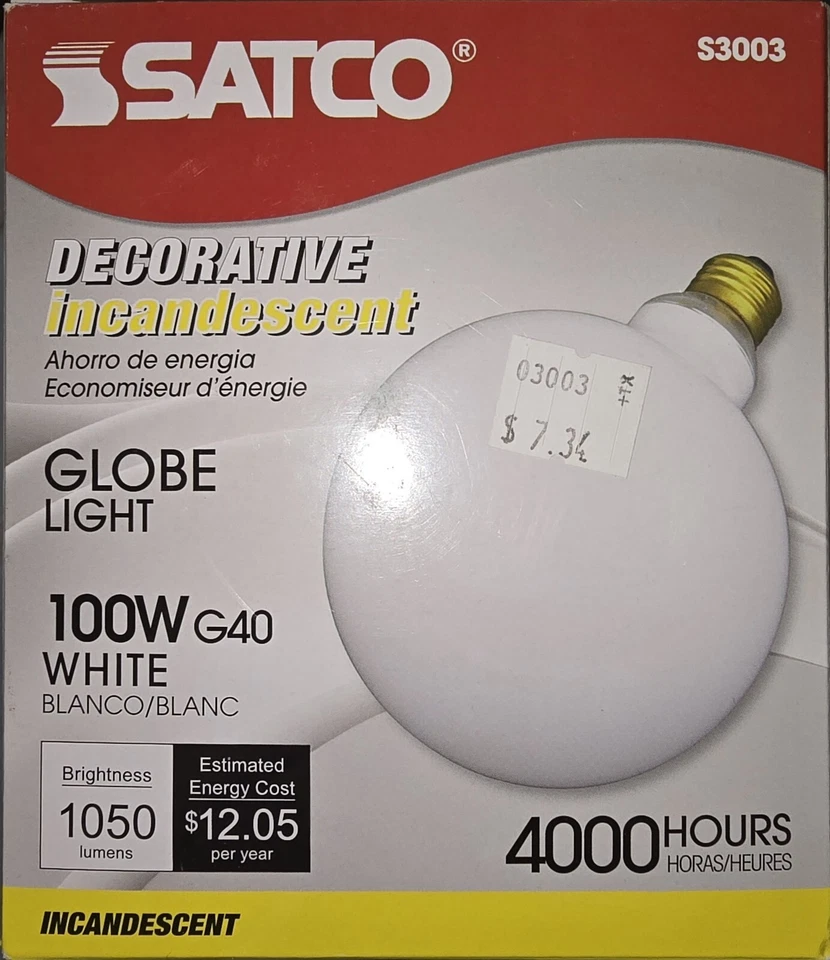 SATCO®
S3003
DECORATIVE
incandescent
Ahorro de energia
Economiseur d'énergie
03003
$ 7.34
GLOBE
LIGHT
100W G40
WHITE
BLANCO/BLANC
Brightness
1050
lumens
Estimated
Energy Cost
$12.05
per year
4000 HOURS
HORAS/HEURES
INCANDESCENT